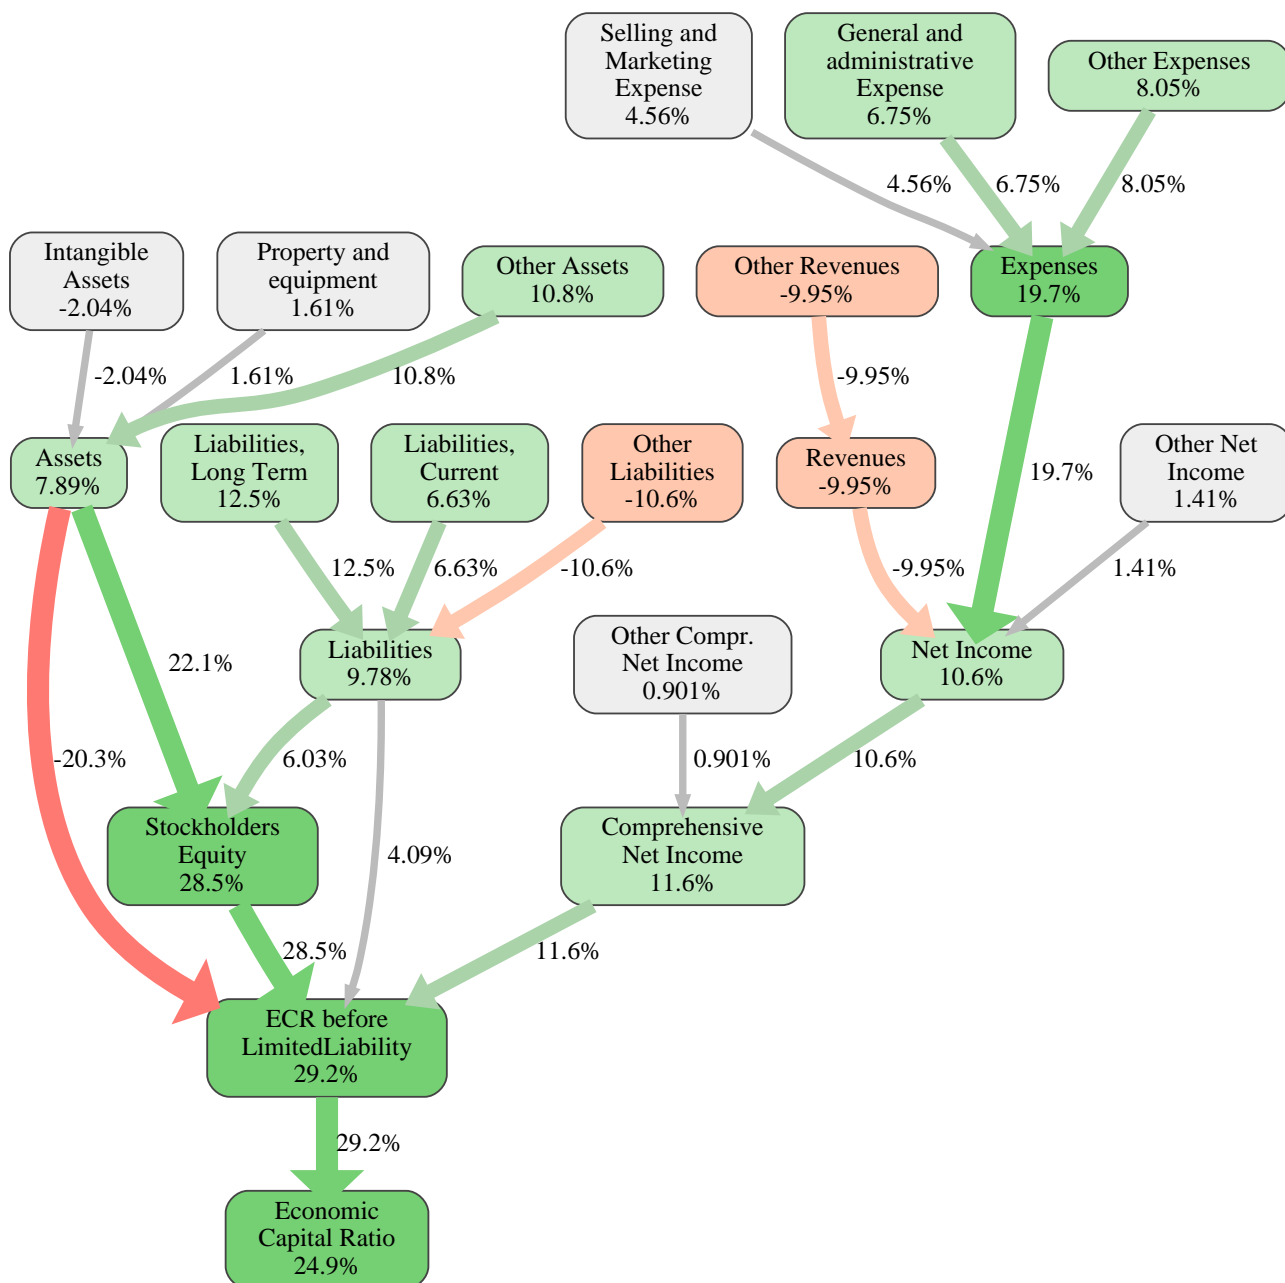 Selling and
Marketing
Expense
4.56%
General and
administrative
Expense
6.75%
Other Expenses
8.05%
4.56%
6.75%
8.05%
Intangible
Assets
-2.04%
Property and
equipment
1.61%
Other Assets
10.8%
Other Revenues
-9.95%
Expenses
19.7%
-2.04%
1.61%
10.8%
-9.95%
19.7%
Assets
7.89%
Liabilities,
Long Term
12.5%
Liabilities,
Current
6.63%
Other
Liabilities
-10.6%
Revenues
-9.95%
Other Net
Income
1.41%
12.5%
6.63%
-10.6%
-9.95%
1.41%
22.1%
Liabilities
9.78%
Other Compr.
Net Income
0.901%
Net Income
10.6%
-20.3%
6.03%
0.901%
10.6%
Stockholders
Equity
28.5%
4.09%
Comprehensive
Net Income
11.6%
28.5%
11.6%
ECR before
LimitedLiability
29.2%
29.2%
Economic
Capital Ratio
24.9%